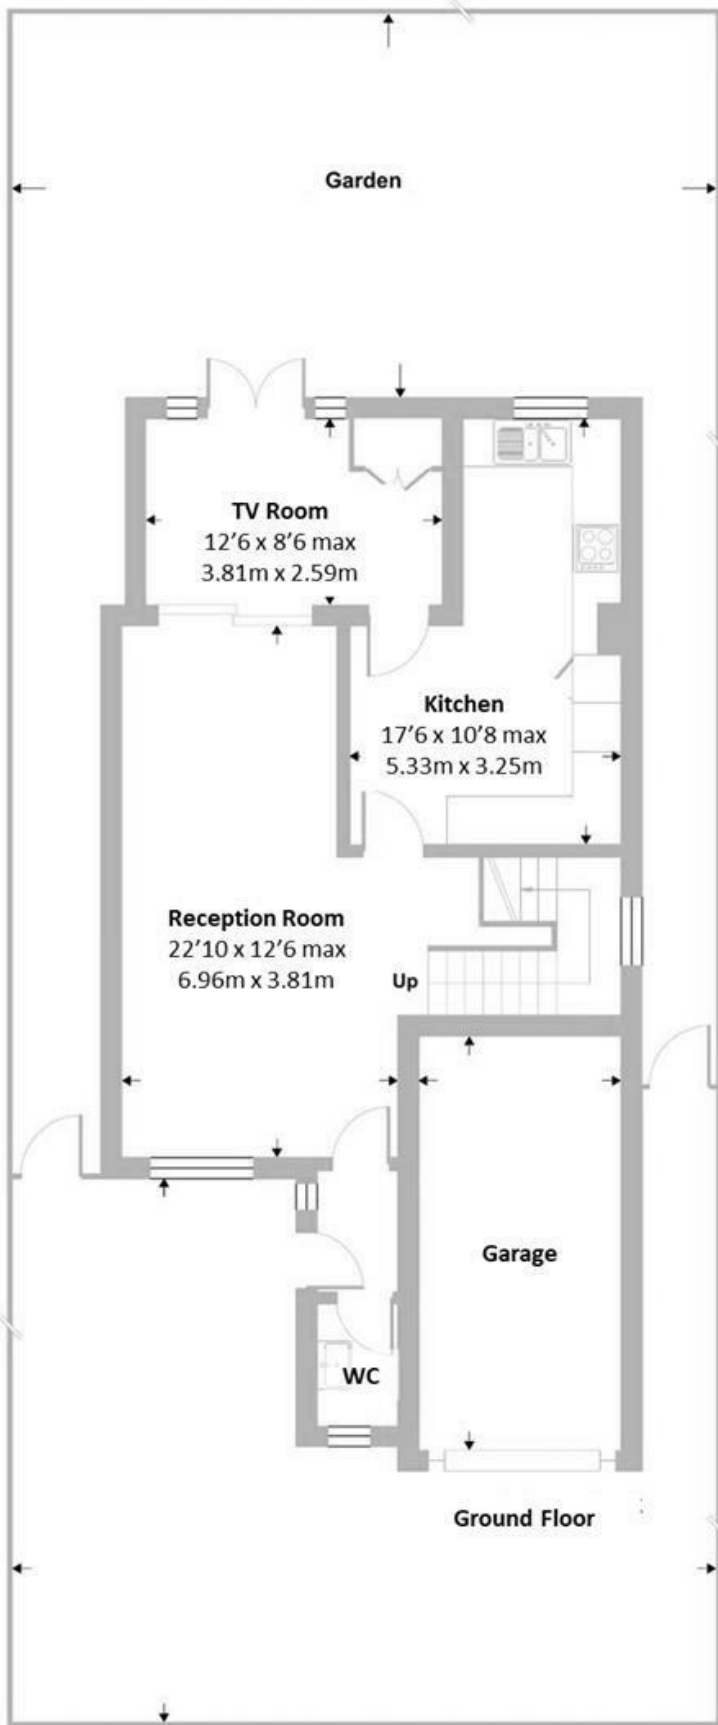 Garden
TV Room
12’6 x 8’6 max
3.81m x 2.59m
Kitchen
17’6 x 10’8 max
5.33m x 3.25m
Reception Room
22’10 x 12’6 max
6.96m x 3.81m
Up
Garage
WC
Ground Floor